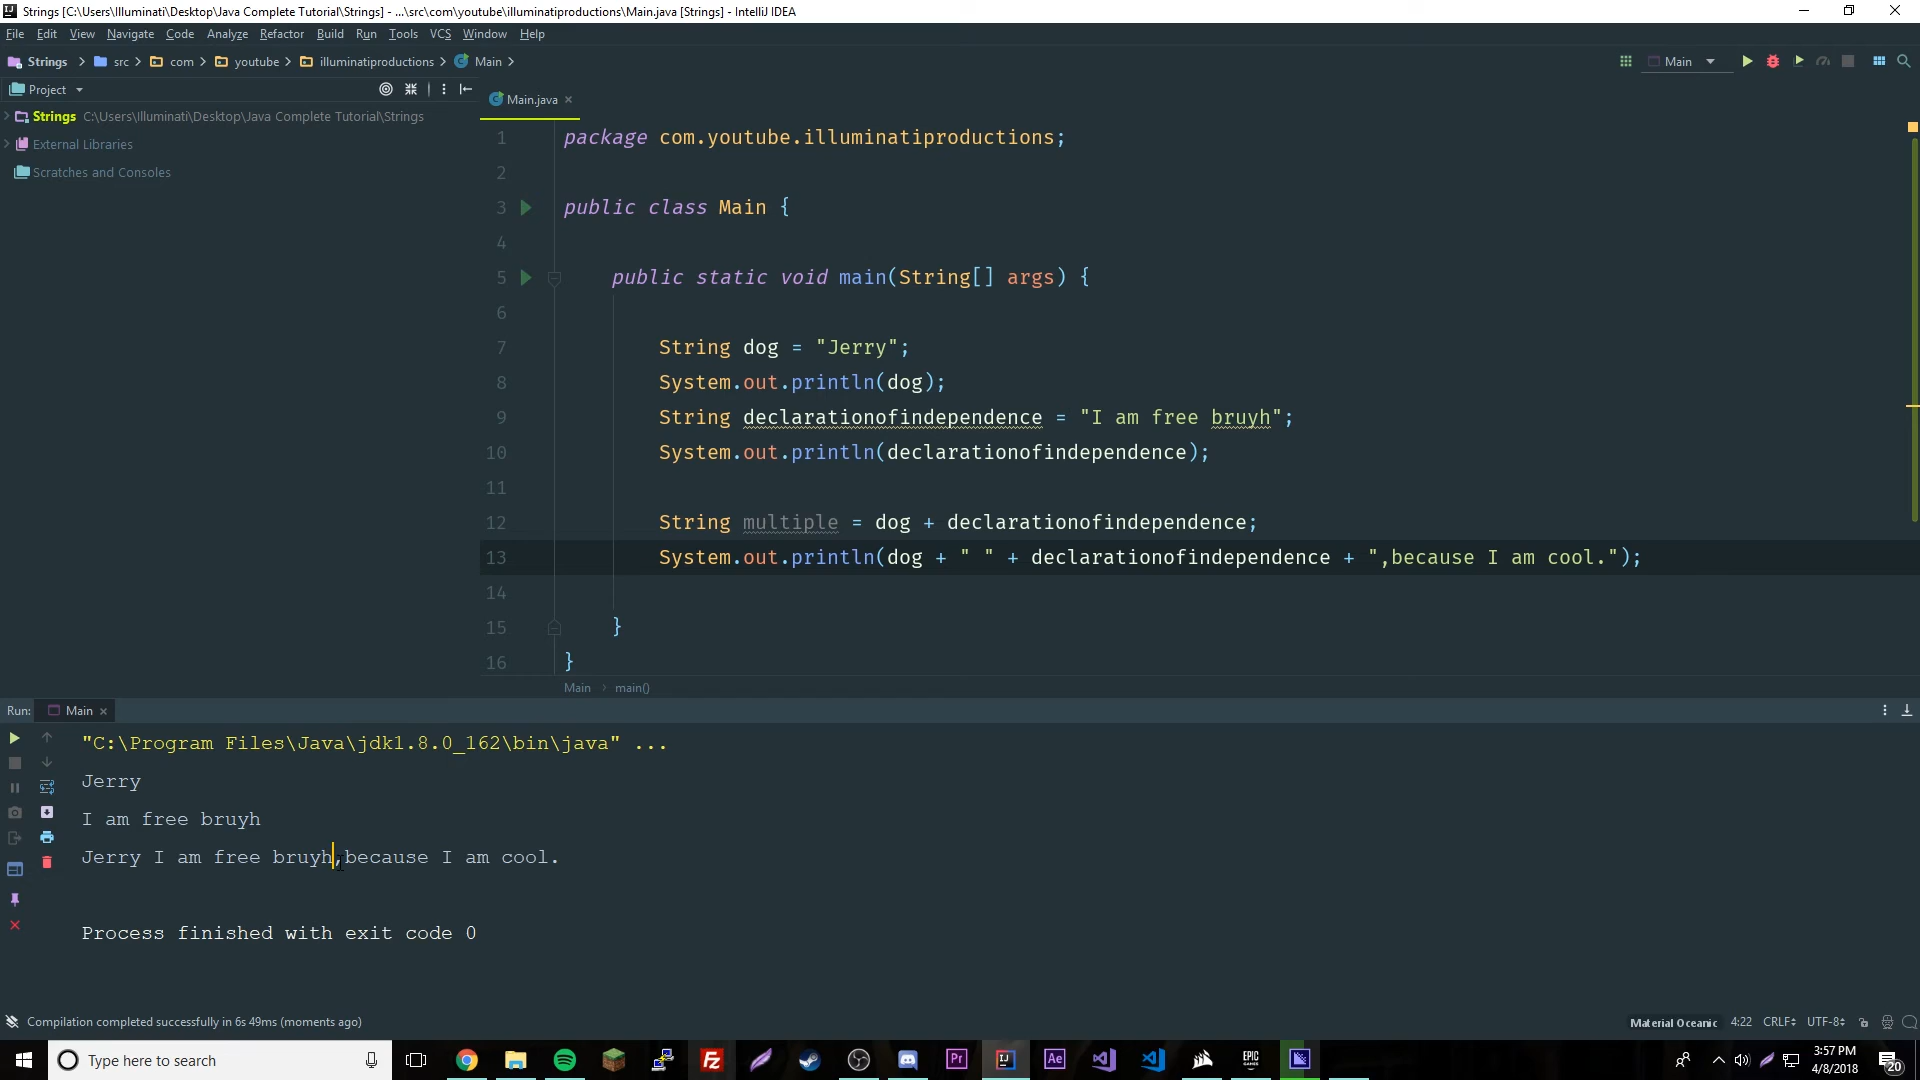 Strings [C:\Users\Illuminati\Desktop\Java Complete Tutorial\Strings] - ...\src\com\youtube\illuminatiproductions\Main.java [Strings] - IntelliJ IDEA
File Edit View Navigate Code Analyze Refactor Build Run Tools VCS Window Help
Strings src com youtube illuminatiproductions Main
Main
Project
Main.java
Strings C:\Users\Illuminati\Desktop\Java Complete Tutorial\Strings
External Libraries
Scratches and Consoles
1 package com.youtube.illuminatiproductions;
2
3 public class Main {
4
5 public static void main(String[] args) {
6
7 String dog = "Jerry";
8 System.out.println(dog);
9 String declarationofindependence = "I am free bruyh";
10 System.out.println(declarationofindependence);
11
12 String multiple = dog + declarationofindependence;
13 System.out.println(dog + " " + declarationofindependence + ",because I am cool.");
14
15 }
16 }
Main > main()
Run: Main
"C:\Program Files\Java\jdk1.8.0_162\bin\java" ...
Jerry
I am free bruyh
Jerry I am free bruyh,because I am cool.
Process finished with exit code 0
Compilation completed successfully in 6s 49ms (moments ago)
Material Oceanic 4:22 CRLF UTF-8
Type here to search
Pr
IJ
Ae
EPIC GAMES
3:57 PM
4/8/2018
20